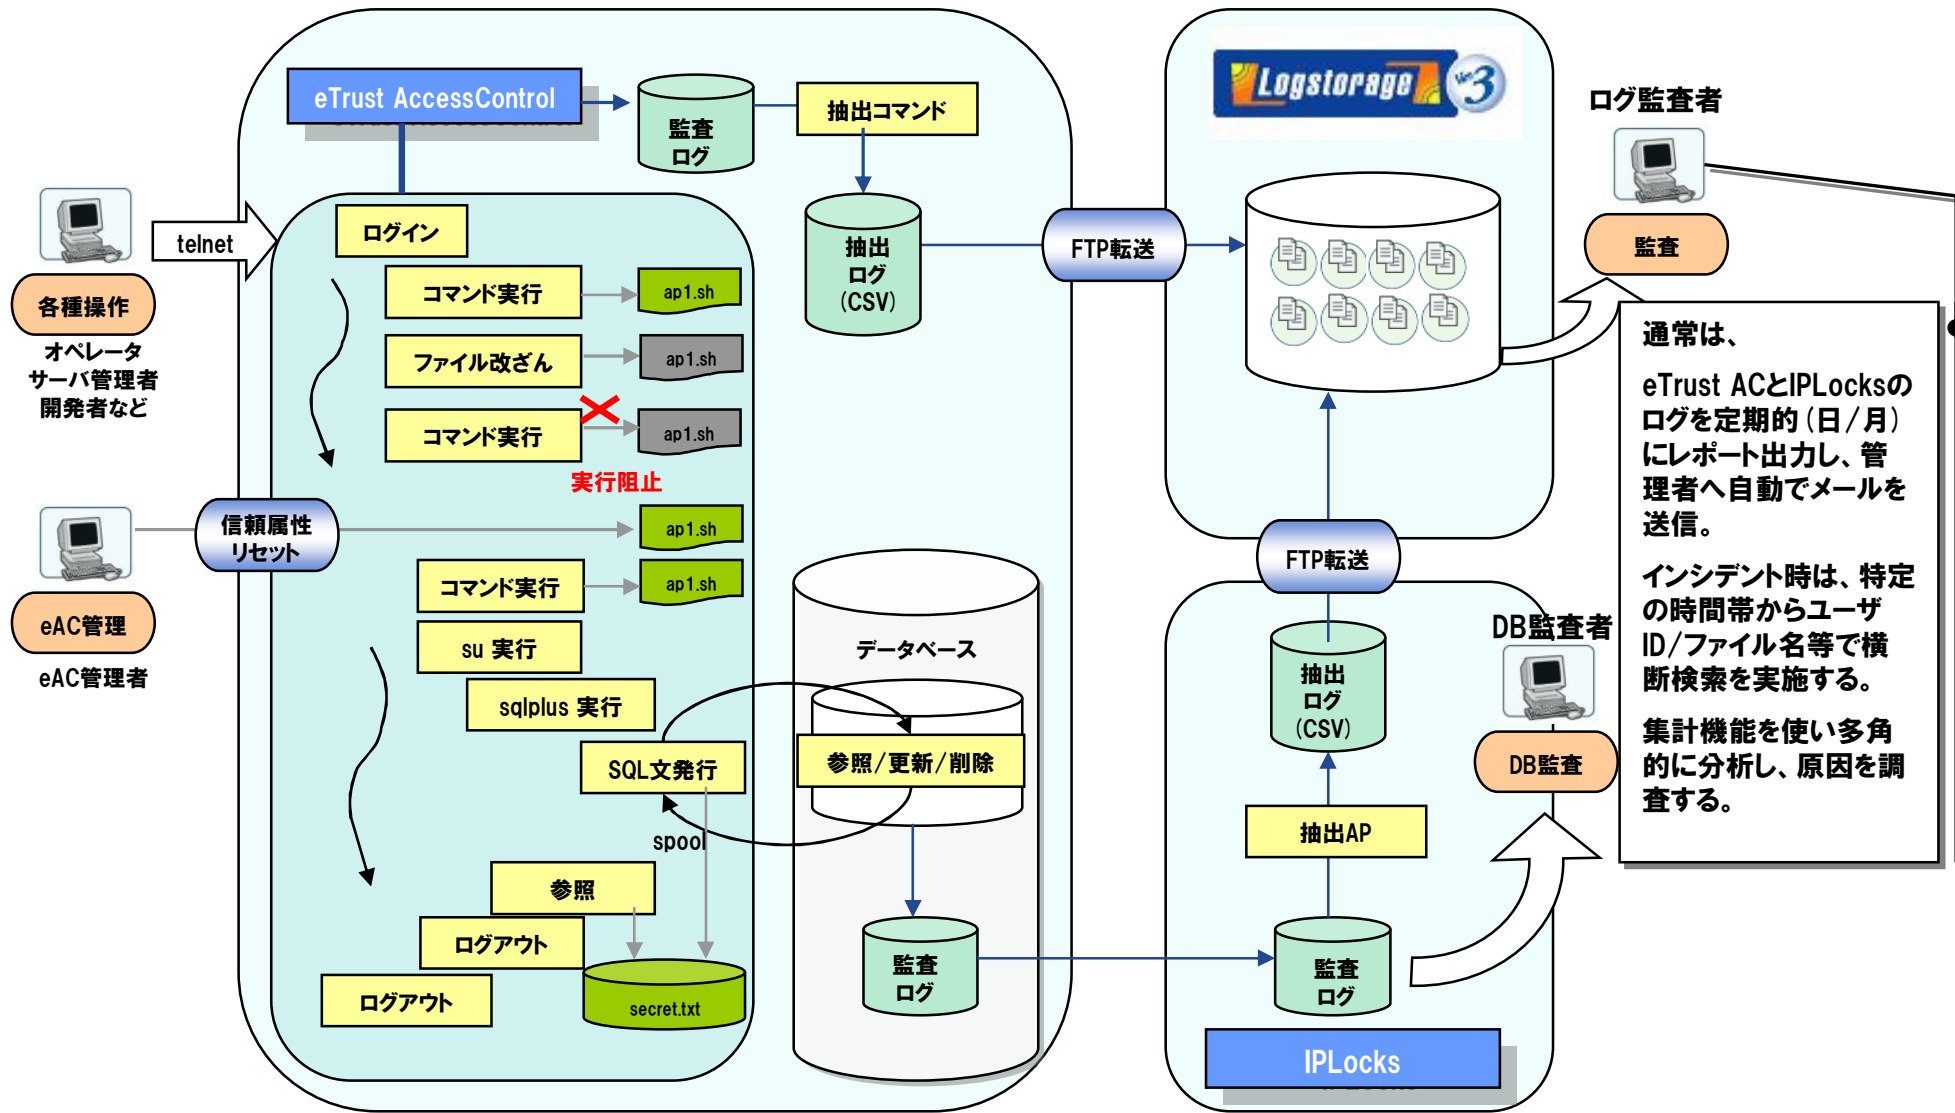 eTrust AccessControl
監査
ログ
抽出コマンド
抽出
ログ
(CSV)
Logstorage Ver.3
ログ監査者
監査
telnet
各種操作
オペレータ
サーバ管理者
開発者など
ログイン
コマンド実行
ap1.sh
ファイル改ざん
ap1.sh
コマンド実行
ap1.sh
実行阻止
FTP転送
信頼属性
リセット
ap1.sh
eAC管理
eAC管理者
コマンド実行
ap1.sh
su 実行
sqlplus 実行
SQL文発行
spool
参照
ログアウト
ログアウト
secret.txt
データベース
参照/更新/削除
監査
ログ
FTP転送
抽出
ログ
(CSV)
抽出AP
監査
ログ
IPLocks
DB監査者
DB監査
通常は、
eTrust ACとIPLocksの
ログを定期的(日/月)
にレポート出力し、管
理者へ自動でメールを
送信。
インシデント時は、特定
の時間帯からユーザ
ID/ファイル名等で横
断検索を実施する。
集計機能を使い多角
的に分析し、原因を調
査する。